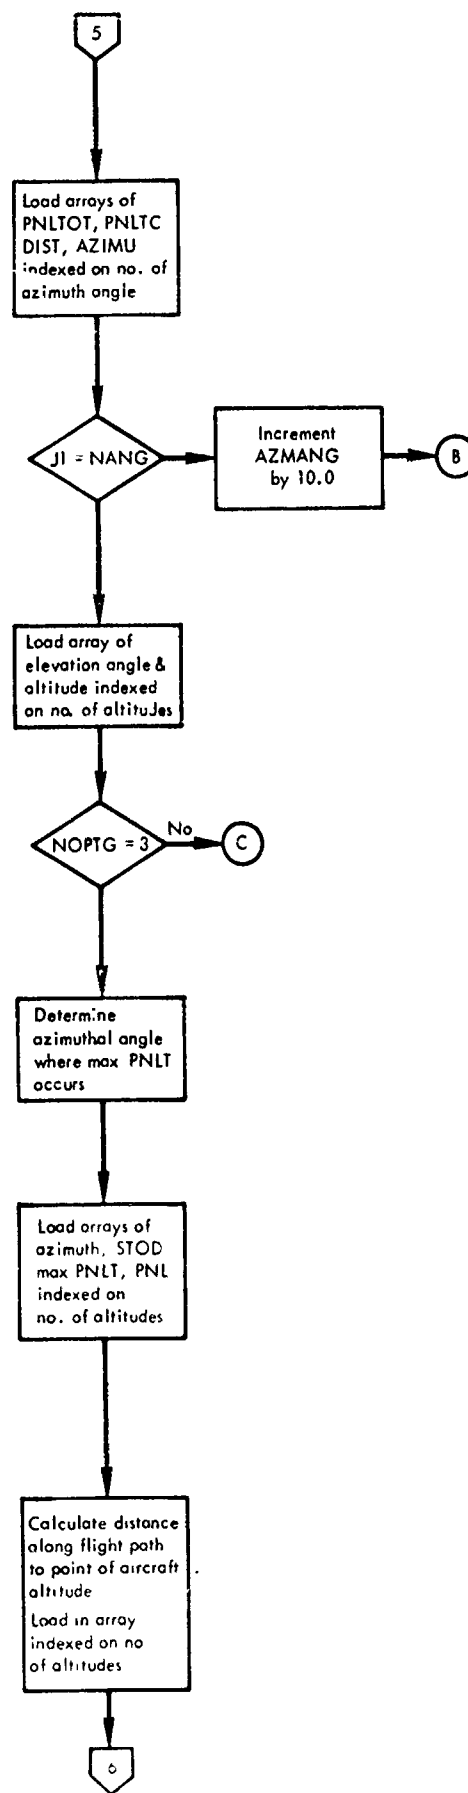 5
Load arrays of
PNLTOT, PNLTC
DIST, AZIMU
indexed on no. of
azimuth angle
J1 = NANG
Increment
AZMANG
by 10.0
B
Load array of
elevation angle &
altitude indexed
on no. of altitudes
NOPTG = 3
No
C
Determine
azimuthal angle
where max PNLT
occurs
Load arrays of
azimuth, STOD
max PNLT, PNL
indexed on
no. of altitudes
Calculate distance
along flight path
to point of aircraft
altitude
Load in array
indexed on no
of altitudes
6